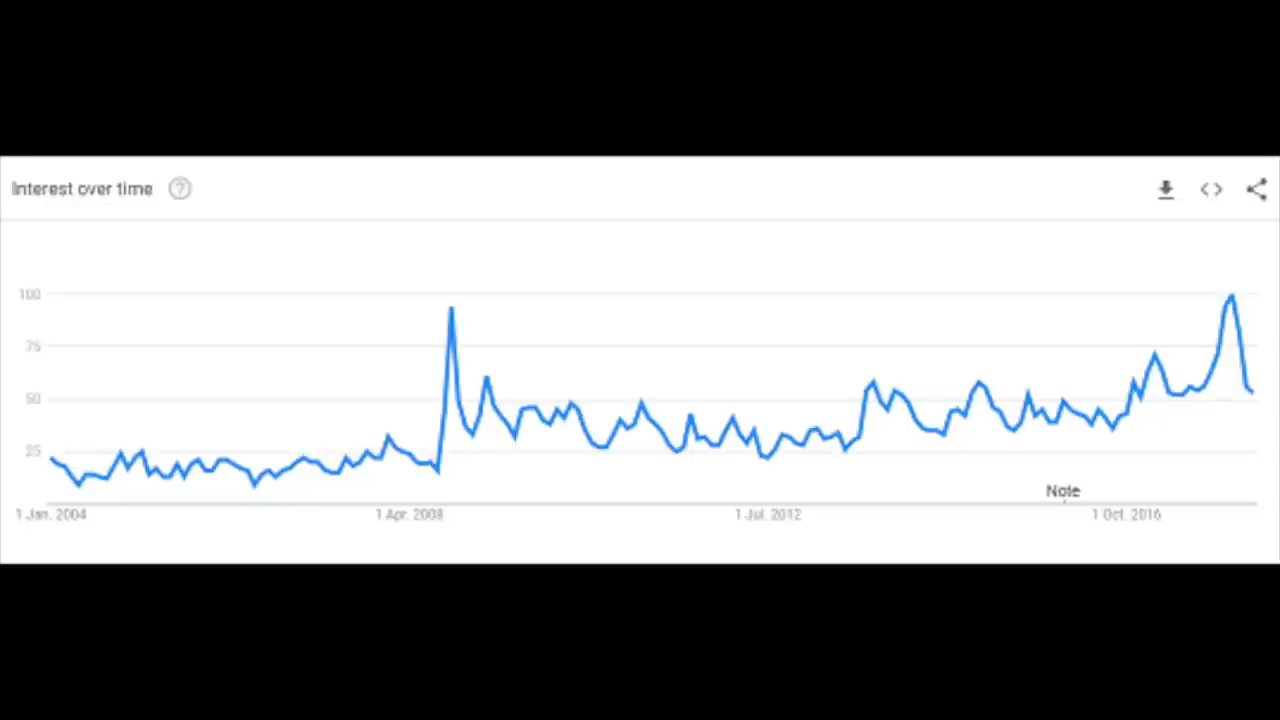 Interest over time
100
75
50
25
Note
1 Jan. 2004 1 Apr. 2008 1 Jul. 2012 1 Oct. 2016